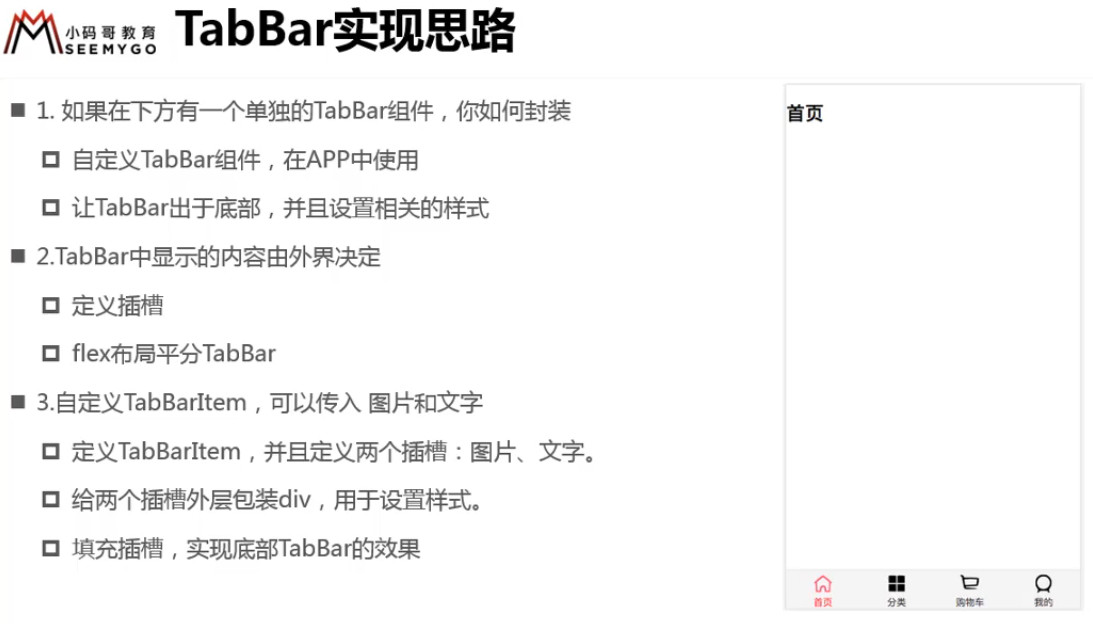 小码哥教育
SEEMYGO
TabBar实现思路
1. 如果在下方有一个单独的TabBar组件，你如何封装
自定义TabBar组件，在APP中使用
让TabBar出于底部，并且设置相关的样式
2.TabBar中显示的内容由外界决定
定义插槽
flex布局平分TabBar
3.自定义TabBarItem，可以传入 图片和文字
定义TabBarItem，并且定义两个插槽：图片、文字。
给两个插槽外层包装div，用于设置样式。
填充插槽，实现底部TabBar的效果
首页
首页 分类 购物车 我的